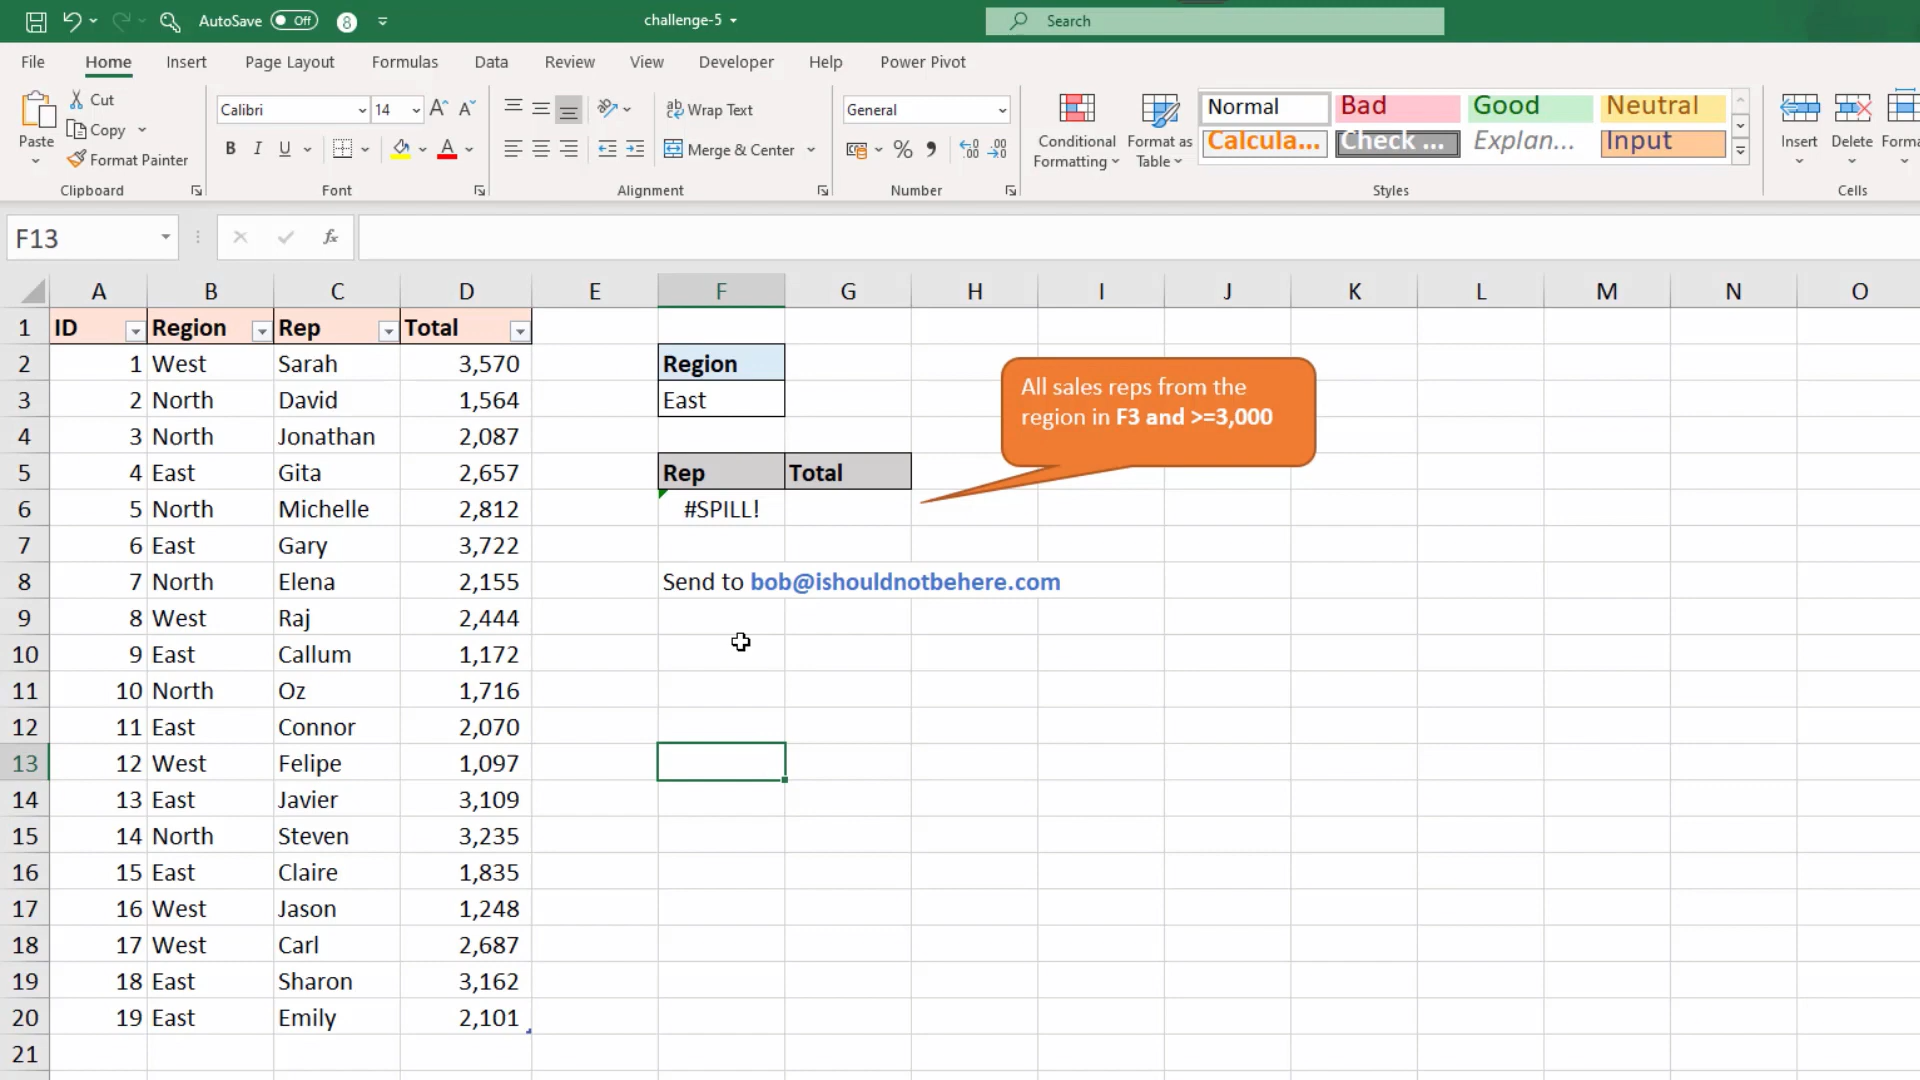 AutoSave Off 8 challenge-5 Search
File Home Insert Page Layout Formulas Data Review View Developer Help Power Pivot
Paste Cut Copy Format Painter Clipboard
Calibri 14 B I U A Font
Wrap Text Merge & Center Alignment
General % Number
Conditional Formatting Format as Table
Normal Bad Good Neutral
Calcula... Check ... Explan... Input
Styles
Insert Delete Forma
Cells
F13 fx
A B C D E F G H I J K L M N O
1 ID Region Rep Total
2 1 West Sarah 3,570 Region
3 2 North David 1,564 East
4 3 North Jonathan 2,087
5 4 East Gita 2,657 Rep Total
6 5 North Michelle 2,812 #SPILL!
7 6 East Gary 3,722
8 7 North Elena 2,155 Send to bob@ishouldnotbehere.com
9 8 West Raj 2,444
10 9 East Callum 1,172
11 10 North Oz 1,716
12 11 East Connor 2,070
13 12 West Felipe 1,097
14 13 East Javier 3,109
15 14 North Steven 3,235
16 15 East Claire 1,835
17 16 West Jason 1,248
18 17 West Carl 2,687
19 18 East Sharon 3,162
20 19 East Emily 2,101
21
All sales reps from the
region in F3 and >=3,000